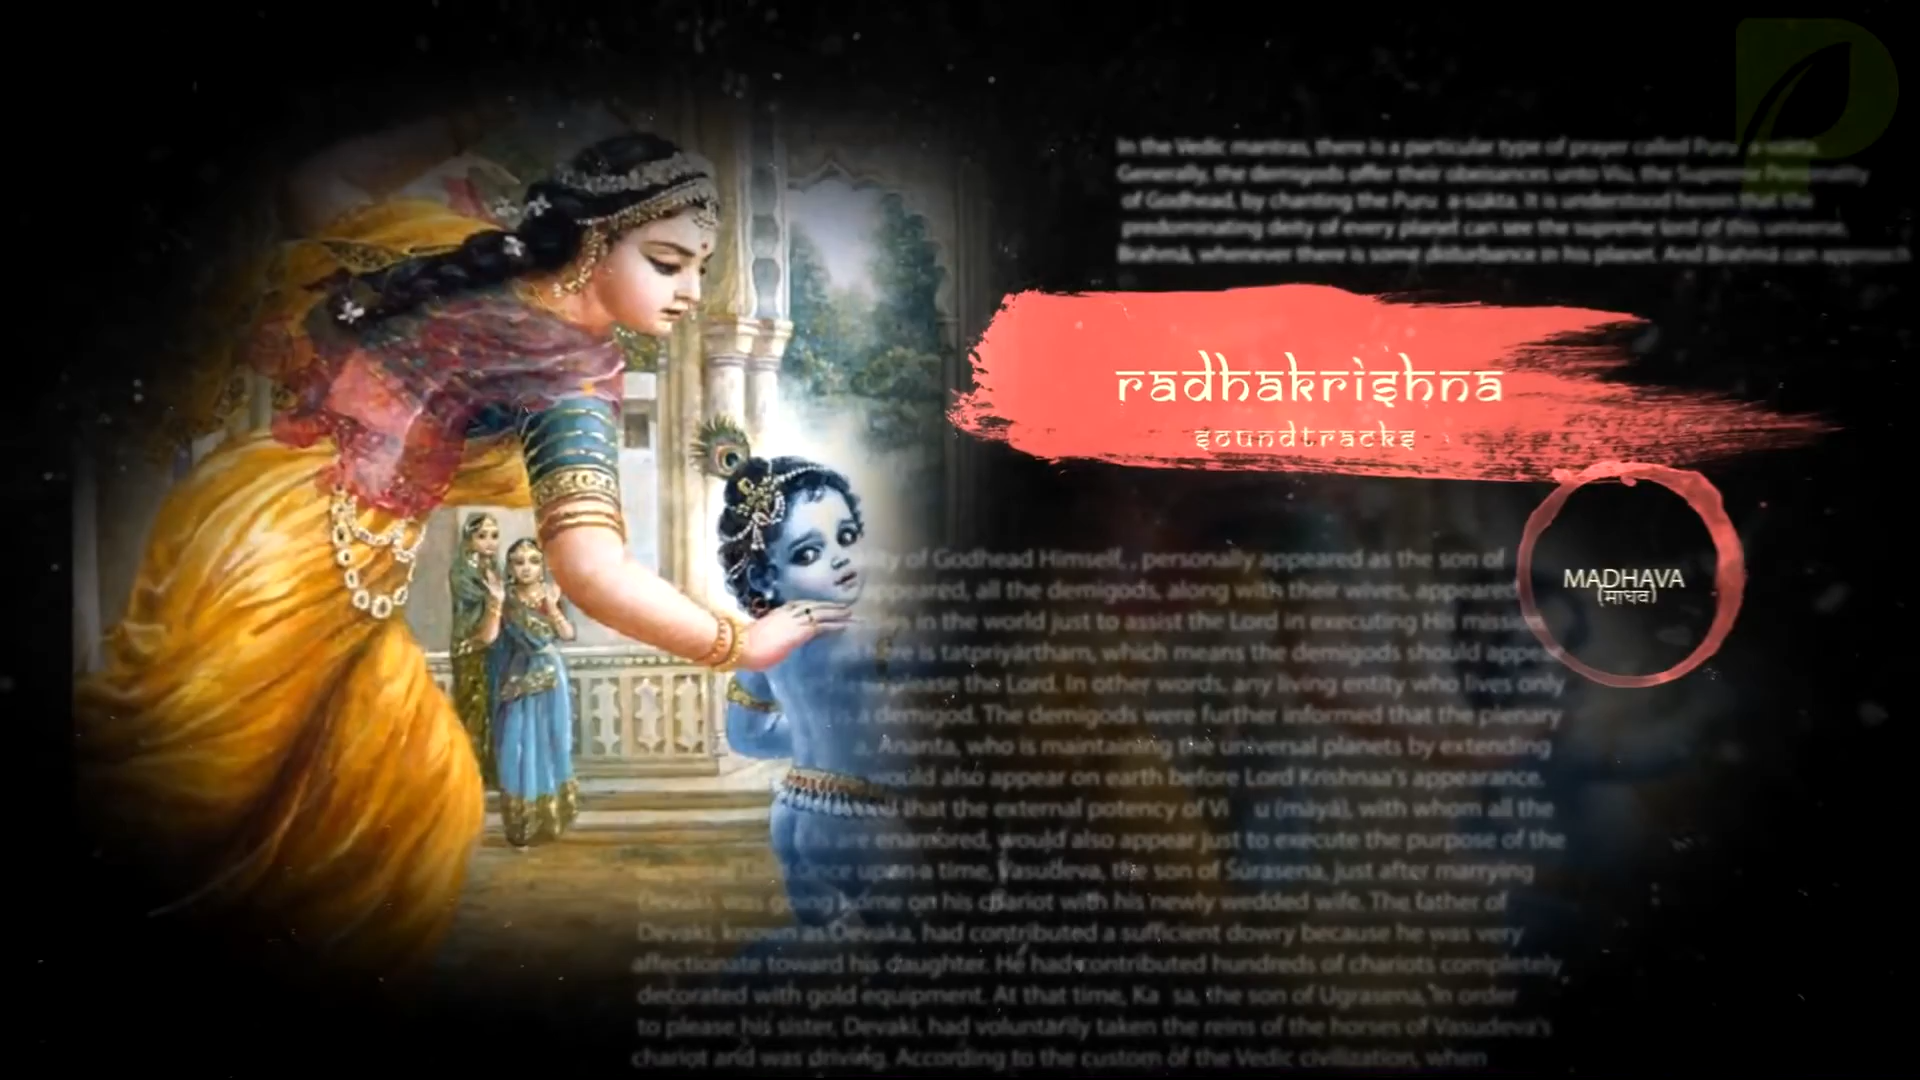 In the Vedic mantras, there is a particular type of prayer called Puru a-sūkta.
Generally, the demigods offer their obeisances unto Viu, the Supreme Personality
of Godhead, by chanting the Puru a-sūkta. It is understood herein that the
predominating deity of every planet can see the supreme lord of this universe,
Brahmā, whenever there is some disturbance in his planet. And Brahmā can approach
radhakrishna
soundtracks
MADHAVA
(माधव)
of Godhead Himself, , personally appeared as the son of
appeared, all the demigods, along with their wives, appeared
in the world just to assist the Lord in executing His mission
here is tatpriyārtham, which means the demigods should appear
please the Lord. In other words, any living entity who lives only
a demigod. The demigods were further informed that the plenary
a, Ananta, who is maintaining the universal planets by extending
would also appear on earth before Lord Krishnaa's appearance.
that the external potency of Vi u (māyā), with whom all the
are enamored, would also appear just to execute the purpose of the
Once upon a time, Vasudeva, the son of Śūrasena, just after marrying
Devakī, was going home on his chariot with his newly wedded wife. The father of
Devakī, known as Devaka, had contributed a sufficient dowry because he was very
affectionate toward his daughter. He had contributed hundreds of chariots completely
decorated with gold equipment. At that time, Ka sa, the son of Ugrasena, in order
to please his sister, Devakī, had voluntarily taken the reins of the horses of Vasudeva's
chariot and was driving. According to the custom of the Vedic civilization, when